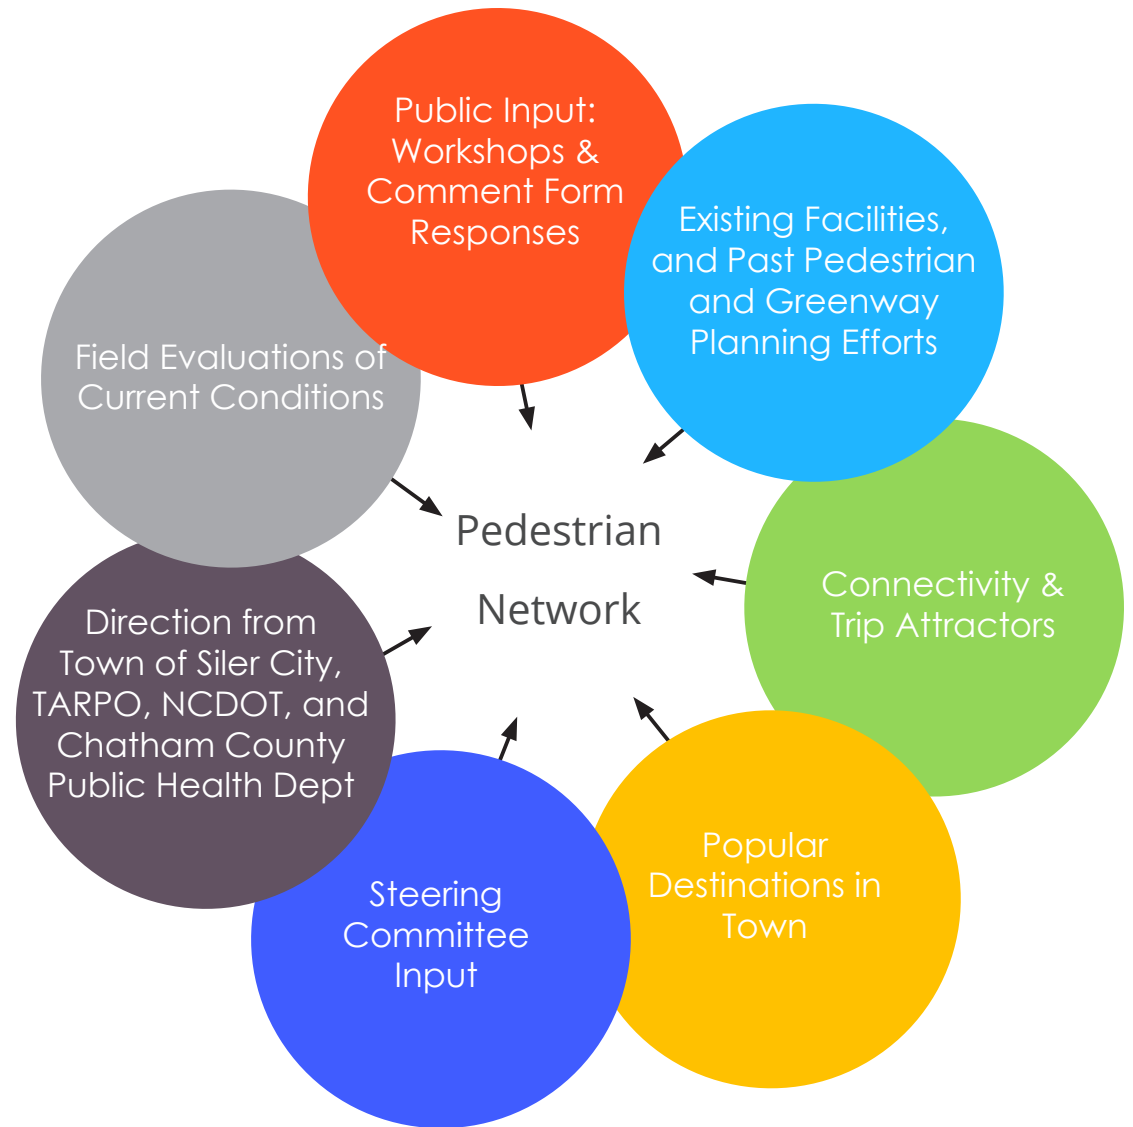 Public Input:
Workshops &
Comment Form
Responses
Existing Facilities,
and Past Pedestrian
and Greenway
Planning Efforts
Connectivity &
Trip Attractors
Popular
Destinations in
Town
Steering
Committee
Input
Direction from
Town of Siler City,
TARPO, NCDOT, and
Chatham County
Public Health Dept
Field Evaluations of
Current Conditions
Pedestrian
Network